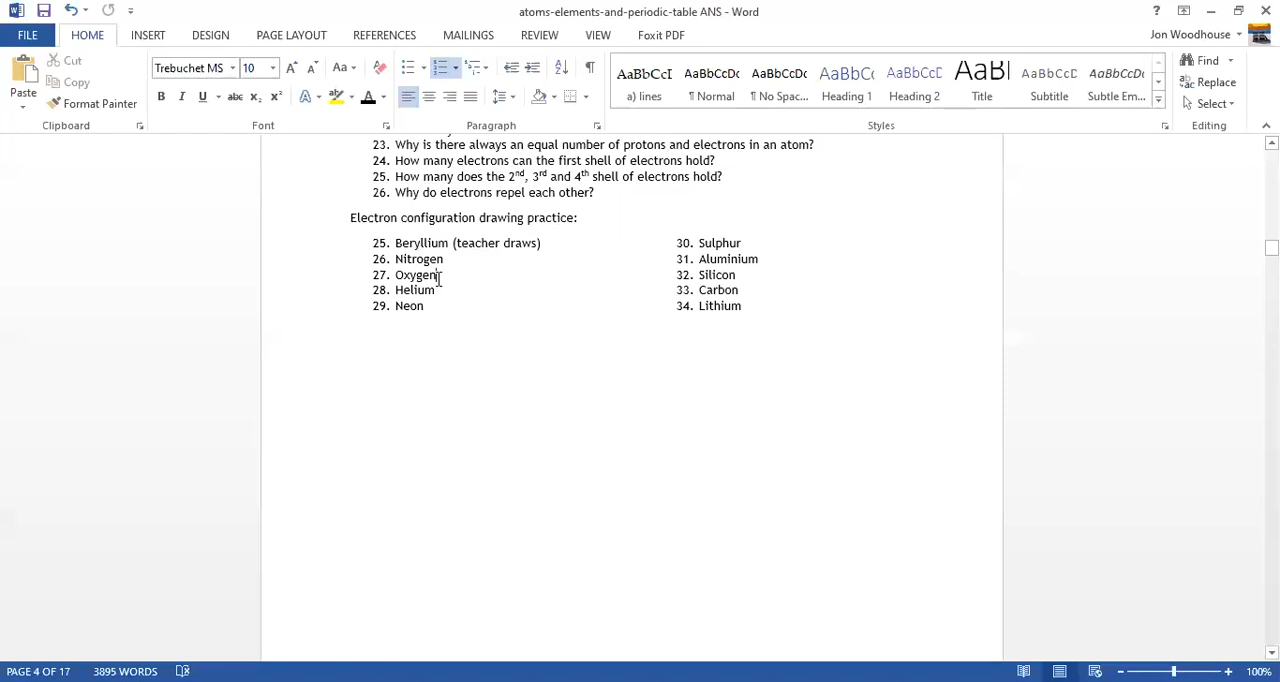 atoms-elements-and-periodic-table ANS - Word
FILE HOME INSERT DESIGN PAGE LAYOUT REFERENCES MAILINGS REVIEW VIEW Foxit PDF
Jon Woodhouse
Paste
Cut
Copy
Format Painter
Clipboard
Trebuchet MS 10
Aa
B I U abc X₂ X² A A
Font
Paragraph
AaBbCcI AaBbCcDc AaBbCcDc AaBbCc AaBbCcDc AaBl AaBbCcDc AaBbCcDc
a) lines ¶ Normal ¶ No Spac... Heading 1 Heading 2 Title Subtitle Subtle Em...
Styles
Find
Replace
Select
Editing
23. Why is there always an equal number of protons and electrons in an atom?
24. How many electrons can the first shell of electrons hold?
25. How many does the 2nd, 3rd and 4th shell of electrons hold?
26. Why do electrons repel each other?
Electron configuration drawing practice:
25. Beryllium (teacher draws)
26. Nitrogen
27. Oxygen
28. Helium
29. Neon
30. Sulphur
31. Aluminium
32. Silicon
33. Carbon
34. Lithium
PAGE 4 OF 17 3895 WORDS
100%